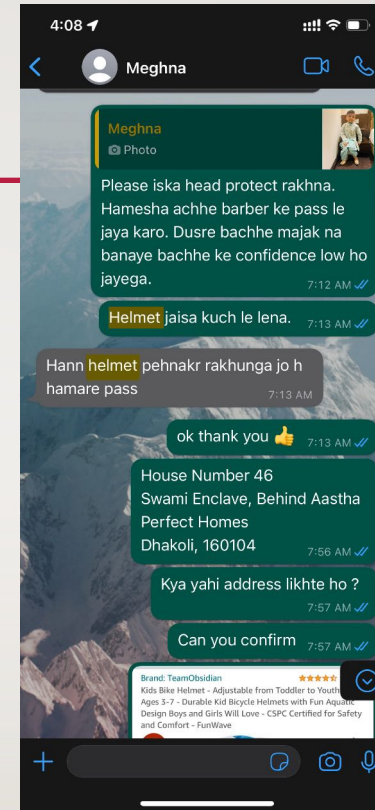 4:08
Meghna
Meghna
Photo
Please iska head protect rakhna.
Hamesha achhe barber ke pass le
jaya karo. Dusre bachhe majak na
banaye bachhe ke confidence low ho
jayega.
7:12 AM
Helmet jaisa kuch le lena.
7:13 AM
Hann helmet pehnakr rakhunga jo h
hamare pass
7:13 AM
ok thank you 👍
7:13 AM
House Number 46
Swami Enclave, Behind Aastha
Perfect Homes
Dhakoli, 160104
7:56 AM
Kya yahi address likhte ho ?
7:57 AM
Can you confirm
7:57 AM
Brand: TeamObsidian
Kids Bike Helmet - Adjustable from Toddler to Youth
Ages 3-7 - Durable Kid Bicycle Helmets with Fun Aquatic
Design Boys and Girls Will Love - CSPC Certified for Safety
and Comfort - FunWave